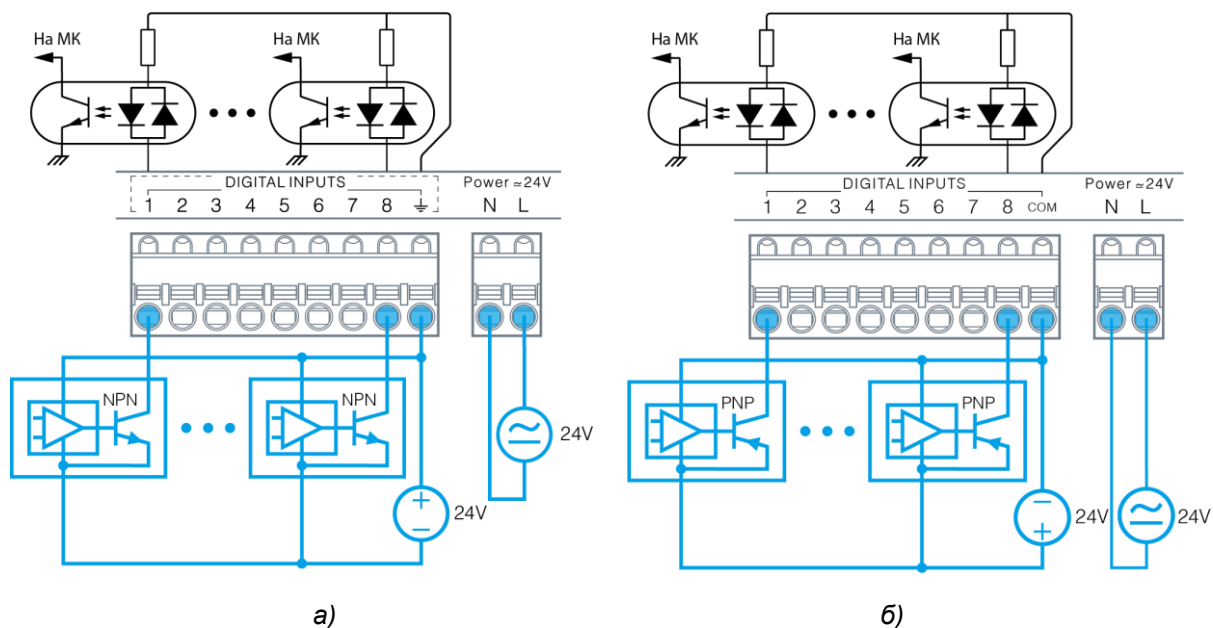 На МК
На МК
DIGITAL INPUTS
1 2 3 4 5 6 7 8
Power ≃24V
N L
NPN
NPN
+
−
24V
24V
а)
На МК
На МК
DIGITAL INPUTS
1 2 3 4 5 6 7 8 COM
Power ≃24V
N L
PNP
PNP
−
+
24V
24V
б)